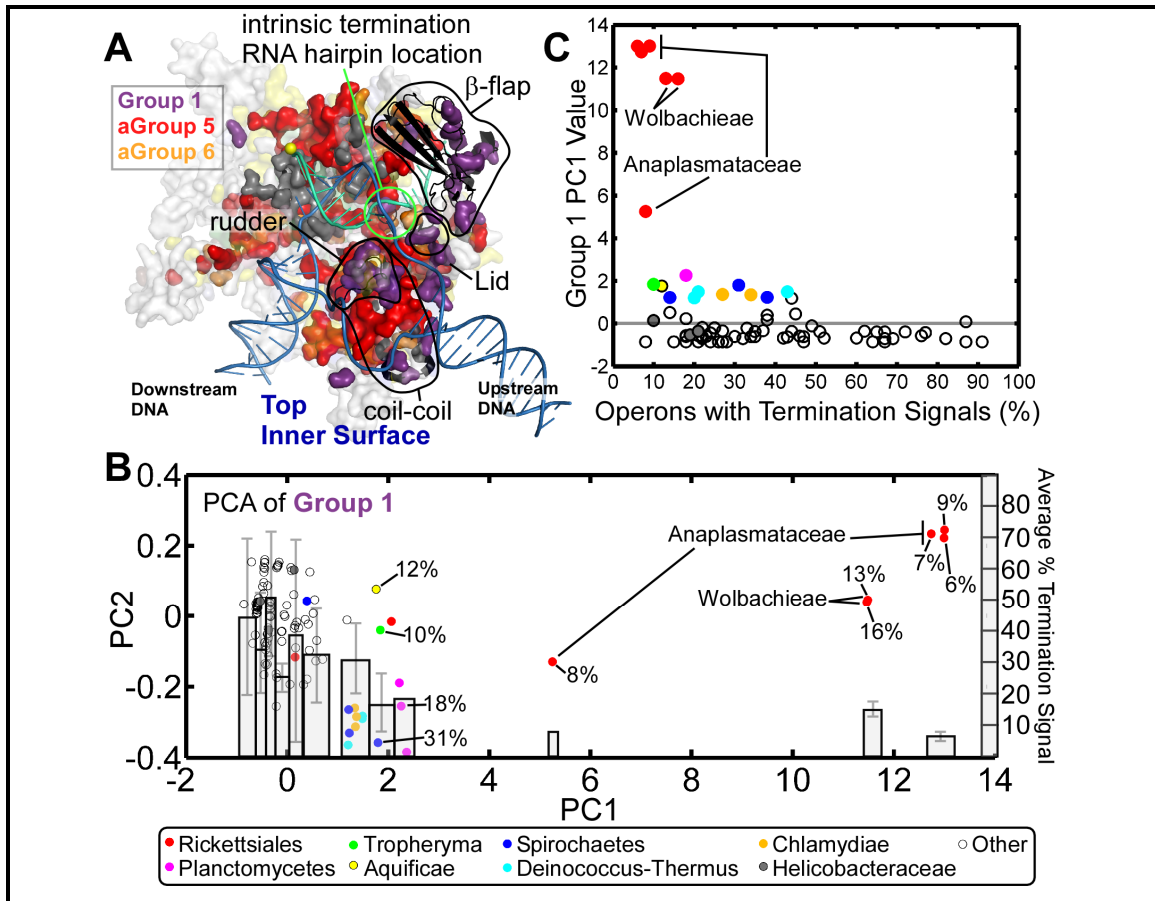 A
intrinsic termination
RNA hairpin location
β-flap
Group 1
aGroup 5
aGroup 6
rudder
Lid
Downstream
DNA
Top
Inner Surface
coil-coil
Upstream
DNA
C
Group 1 PC1 Value
14
12
10
8
6
4
2
0
-2
Wolbachieae
Anaplasmataceae
0 10 20 30 40 50 60 70 80 90 100
Operons with Termination Signals (%)
B
PCA of Group 1
PC2
0.4
0.2
0
-0.2
-0.4
12%
10%
18%
31%
Anaplasmataceae
9%
7%
6%
Wolbachieae
13%
16%
8%
Average % Termination Signal
80
70
60
50
40
30
20
10
-2 0 2 4 6 8 10 12 14
PC1
Rickettsiales Tropheryma Spirochaetes Chlamydiae Other
Planctomycetes Aquificae Deinococcus-Thermus Helicobacteraceae